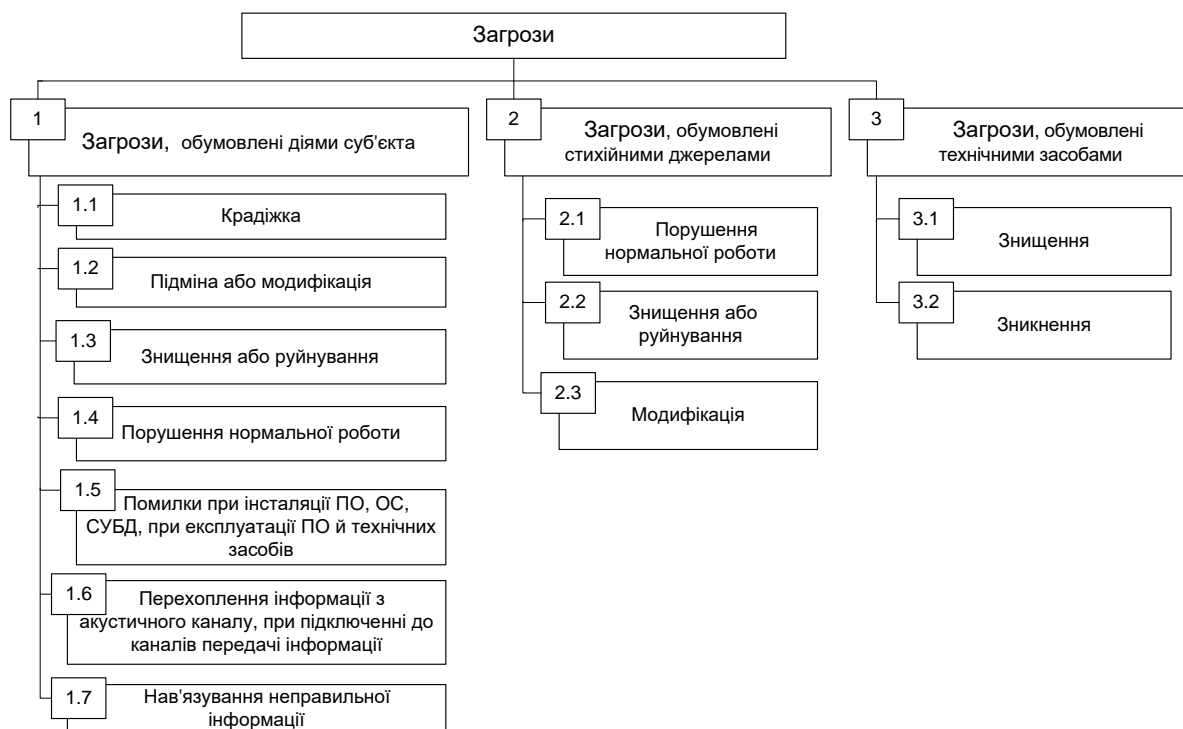 Загрози
1
Загрози, обумовлені діями суб'єкта
1.1
Крадіжка
1.2
Підміна або модифікація
1.3
Знищення або руйнування
1.4
Порушення нормальної роботи
1.5
Помилки при інсталяції ПО, ОС,
СУБД, при експлуатації ПО й технічних
засобів
1.6
Перехоплення інформації з
акустичного каналу, при підключенні до
каналів передачі інформації
1.7
Нав'язування неправильної
інформації
2
Загрози, обумовлені
стихійними джерелами
2.1
Порушення
нормальної роботи
2.2
Знищення або
руйнування
2.3
Модифікація
3
Загрози, обумовлені
технічними засобами
3.1
Знищення
3.2
Зникнення